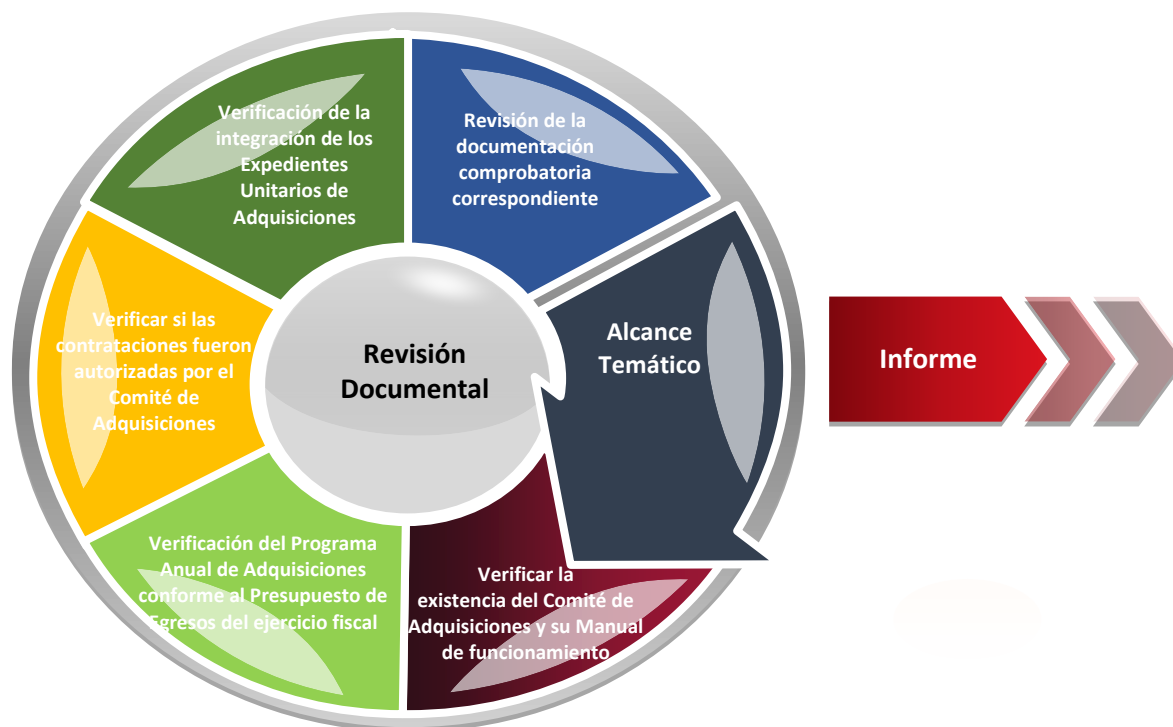 Verificación de la
integración de los
Expedientes
Unitarios de
Adquisiciones
Revisión de la
documentación
comprobatoria
correspondiente
Verificar si las
contrataciones fueron
autorizadas por el
Comité de
Adquisiciones
Revisión
Documental
Alcance
Temático
Informe
Verificación del Programa
Anual de Adquisiciones
conforme al Presupuesto de
Egresos del ejercicio fiscal
Verificar la
existencia del Comité de
Adquisiciones y su Manual
de funcionamiento